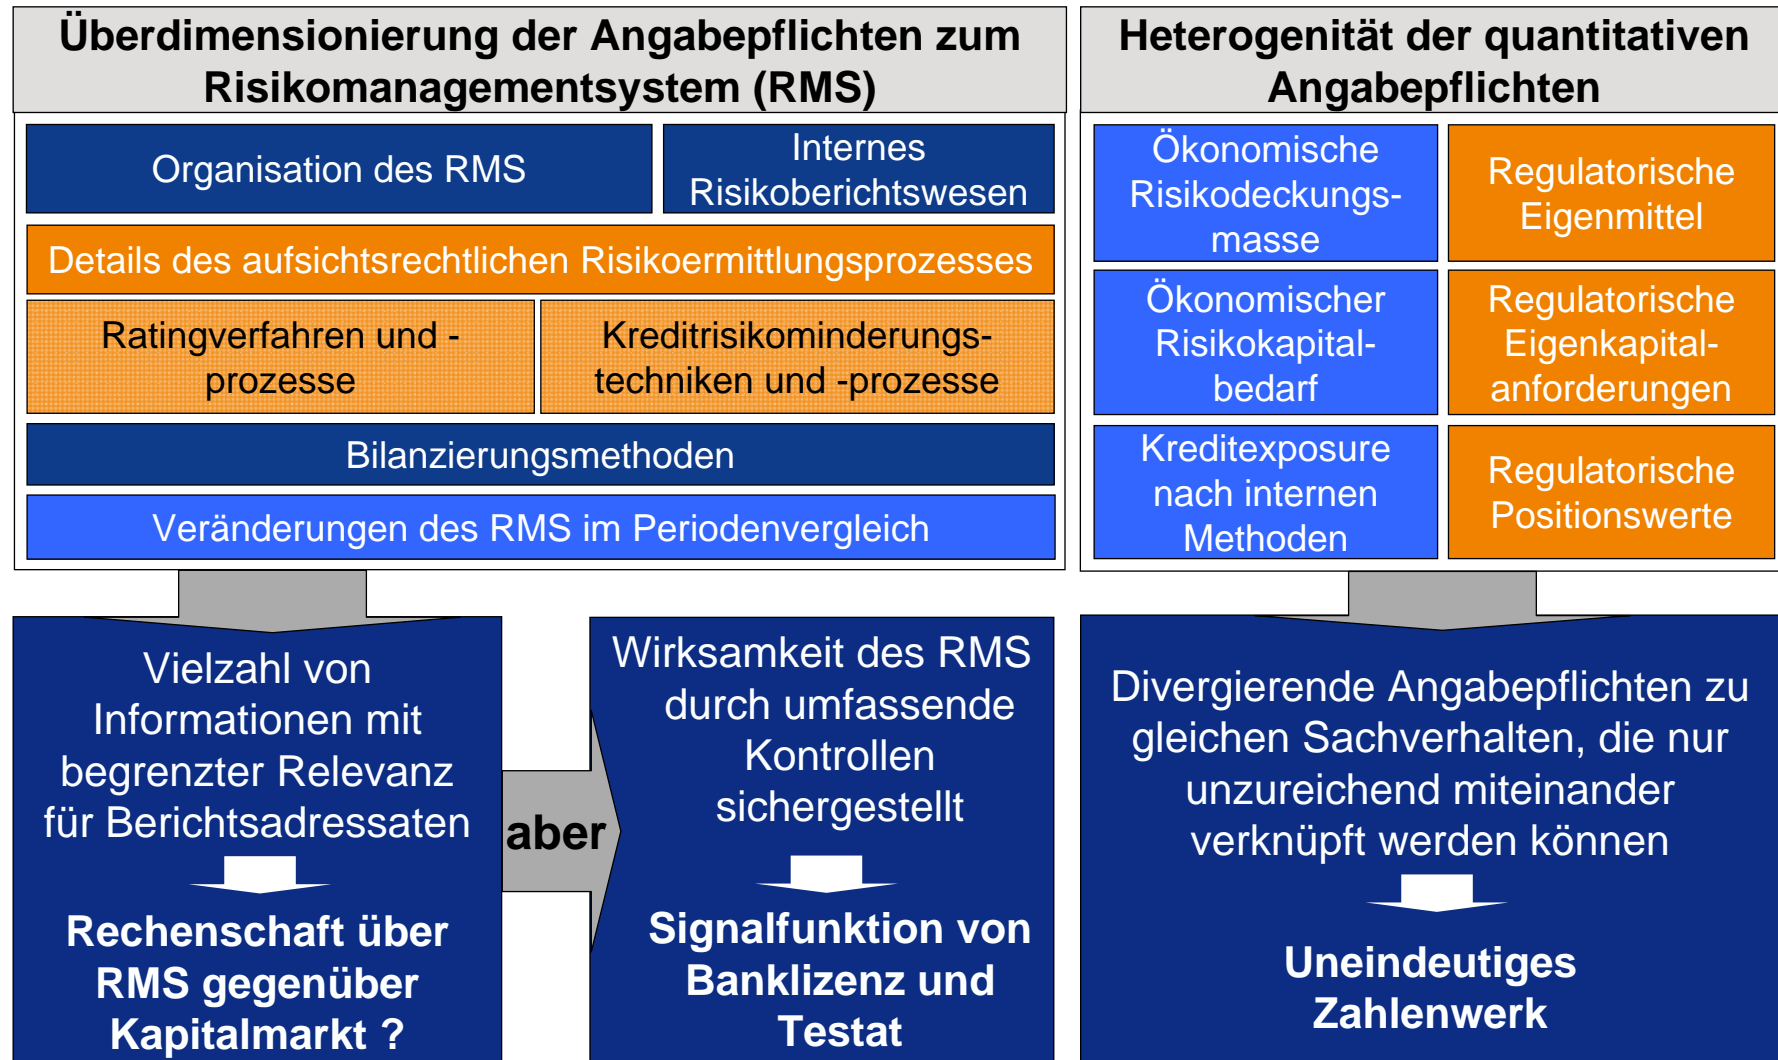 Überdimensionierung der Angabepflichten zum
Risikomanagementsystem (RMS)
Organisation des RMS
Internes
Risikoberichtswesen
Details des aufsichtsrechtlichen Risikoermittlungsprozesses
Ratingverfahren und -
prozesse
Kreditrisikominderungs-
techniken und -prozesse
Bilanzierungsmethoden
Veränderungen des RMS im Periodenvergleich
Heterogenität der quantitativen
Angabepflichten
Ökonomische
Risikodeckungs-
masse
Regulatorische
Eigenmittel
Ökonomischer
Risikokapital-
bedarf
Regulatorische
Eigenkapital-
anforderungen
Kreditexposure
nach internen
Methoden
Regulatorische
Positionswerte
Vielzahl von
Informationen mit
begrenzter Relevanz
für Berichtsadressaten
Rechenschaft über
RMS gegenüber
Kapitalmarkt ?
aber
Wirksamkeit des RMS
durch umfassende
Kontrollen
sichergestellt
Signalfunktion von
Banklizenz und
Testat
Divergierende Angabepflichten zu
gleichen Sachverhalten, die nur
unzureichend miteinander
verknüpft werden können
Uneindeutiges
Zahlenwerk